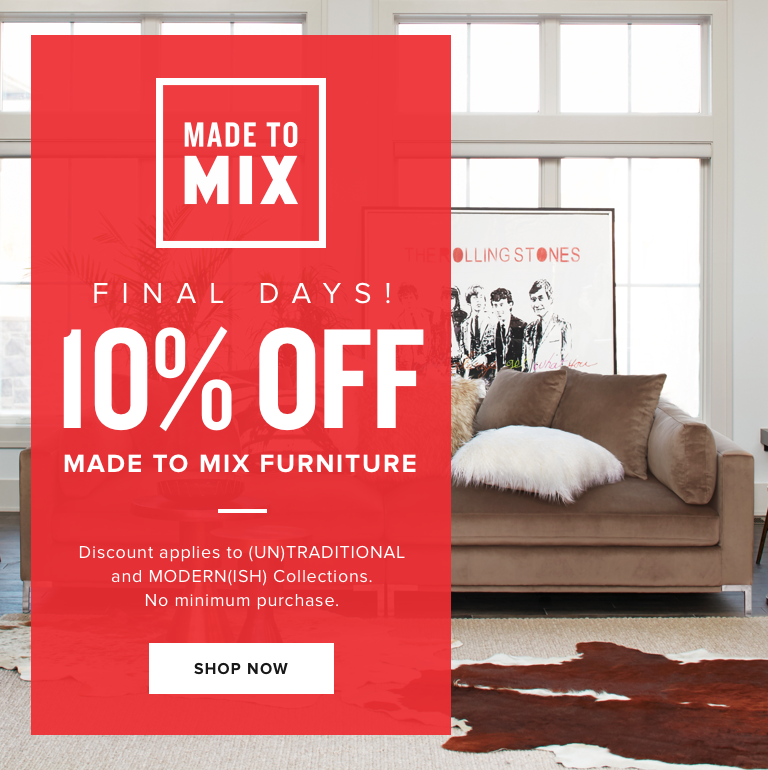 MADE TO
MIX
FINAL DAYS!
10% OFF
MADE TO MIX FURNITURE
Discount applies to (UN)TRADITIONAL
and MODERN(ISH) Collections.
No minimum purchase.
SHOP NOW
THE ROLLING STONES